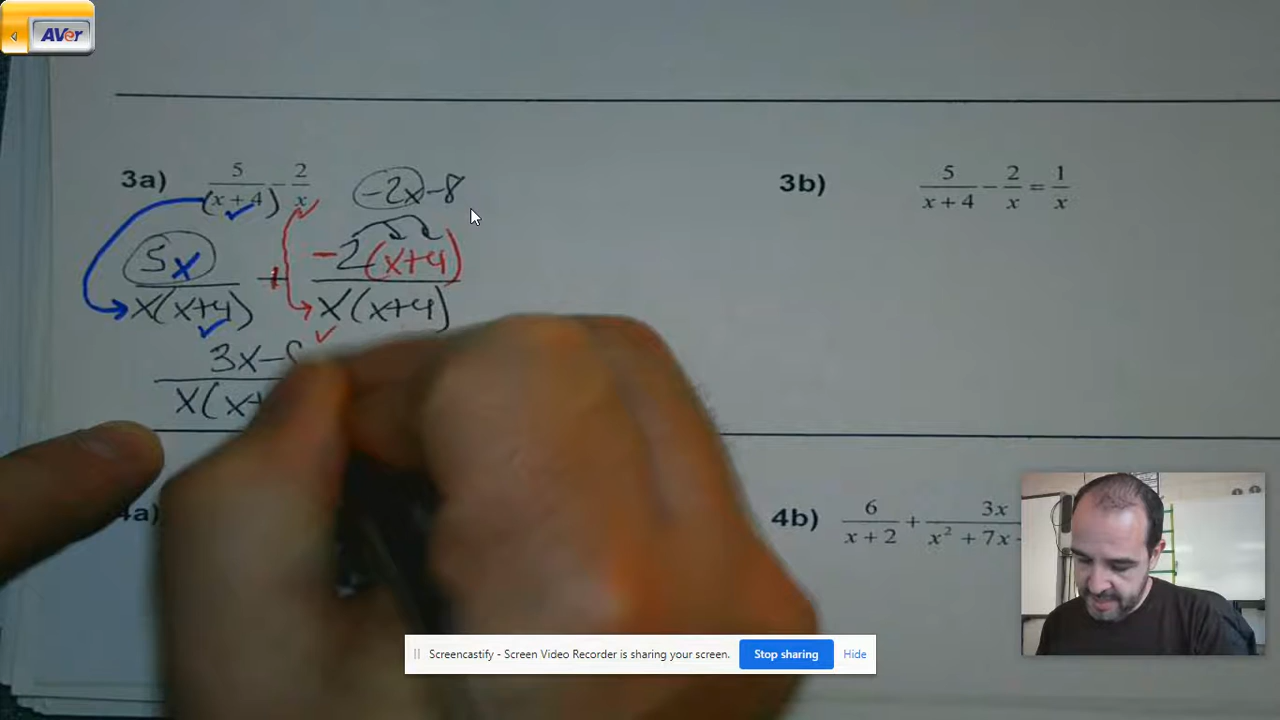 AVer
3a) 5/(x + 4) − 2/x
-2x-8
5x/x(x+4) + -2(x+4)/x(x+4)
3x-
x(x+
3b) 5/x + 4 − 2/x = 1/x
4a)
4b) 6/x + 2 + 3x/x² + 7x
Screencastify - Screen Video Recorder is sharing your screen.
Stop sharing
Hide